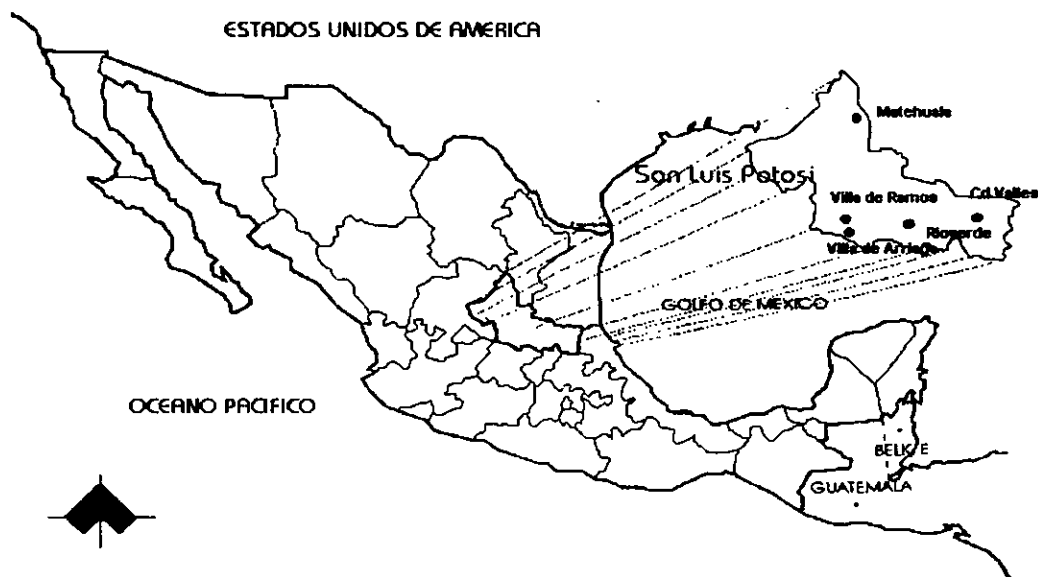 ESTADOS UNIDOS DE AMERICA
Matehuala
San Luis Potosi
Villa de Ramos
Cd.Valles
Rioverde
Villa de Arriaga
GOLFO DE MEXICO
OCEANO PACIFICO
BELICE
GUATEMALA